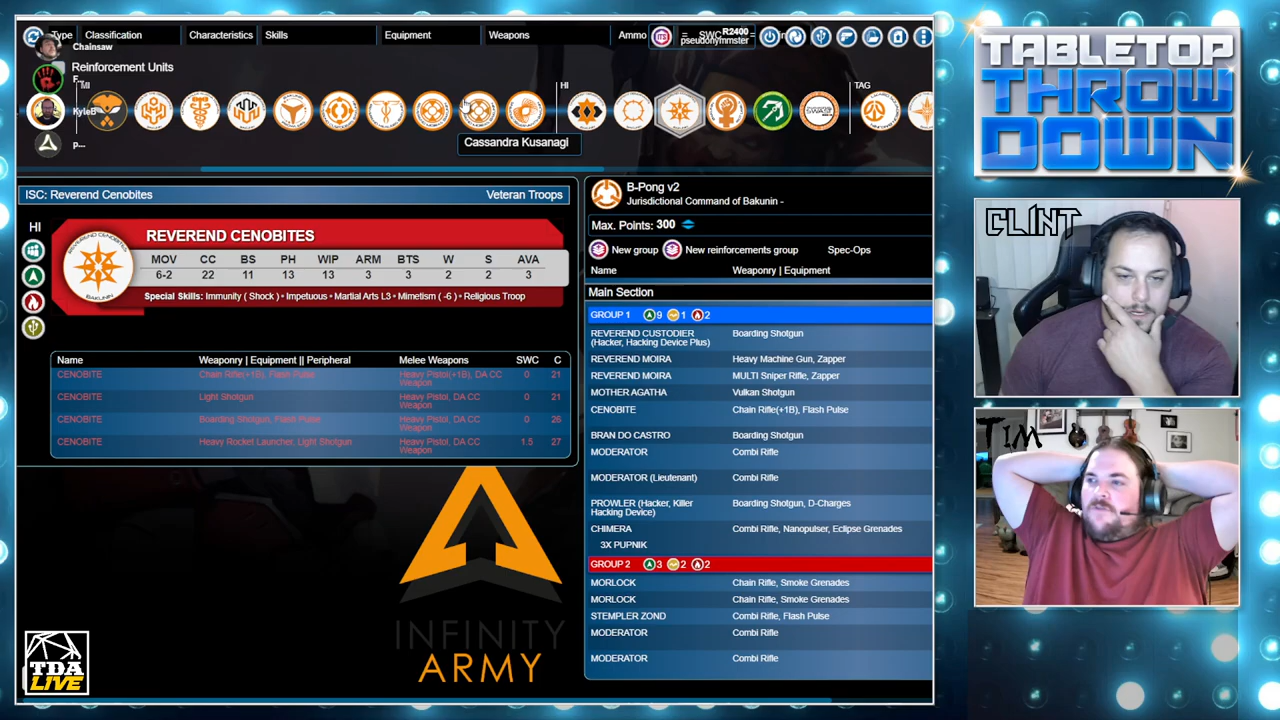 Type Classification Characteristics Skills Equipment Weapons Ammo SWC
R2400
pseudonymmster
ITS
Chainsaw
Reinforcement Units
F...
MI
HI
TAG
KyleB
p...
Cassandra Kusanagi
ISC: Reverend Cenobites Veteran Troops
HI
REVEREND CENOBITES
MOV CC BS PH WIP ARM BTS W S AVA
6-2 22 11 13 13 3 3 2 2 3
Special Skills: Immunity ( Shock ) • Impetuous • Martial Arts L3 • Mimetism ( -6 ) • Religious Troop
REVEREND CENOBITES
BAKUNIN
Name Weaponry | Equipment || Peripheral Melee Weapons SWC C
CENOBITE Chain Rifle(+1B), Flash Pulse Heavy Pistol(+1B), DA CC Weapon 0 21
CENOBITE Light Shotgun Heavy Pistol, DA CC Weapon 0 21
CENOBITE Boarding Shotgun, Flash Pulse Heavy Pistol, DA CC Weapon 0 26
CENOBITE Heavy Rocket Launcher, Light Shotgun Heavy Pistol, DA CC Weapon 1.5 27
B-Pong v2
Jurisdictional Command of Bakunin -
Max. Points: 300
New group New reinforcements group Spec-Ops
Name Weaponry | Equipment
Main Section
GROUP 1 9 1 2
REVEREND CUSTODIER Boarding Shotgun
(Hacker, Hacking Device Plus)
REVEREND MOIRA Heavy Machine Gun, Zapper
REVEREND MOIRA MULTI Sniper Rifle, Zapper
MOTHER AGATHA Vulkan Shotgun
CENOBITE Chain Rifle(+1B), Flash Pulse
BRAN DO CASTRO Boarding Shotgun
MODERATOR Combi Rifle
MODERATOR (Lieutenant) Combi Rifle
PROWLER (Hacker, Killer Boarding Shotgun, D-Charges
Hacking Device)
CHIMERA Combi Rifle, Nanopulser, Eclipse Grenades
3X PUPNIK
GROUP 2 3 2 2
MORLOCK Chain Rifle, Smoke Grenades
MORLOCK Chain Rifle, Smoke Grenades
STEMPLER ZOND Combi Rifle, Flash Pulse
MODERATOR Combi Rifle
MODERATOR Combi Rifle
INFINITY
ARMY
TDA
LIVE
TABLETOP
THROW
DOWN
CLINT
TIM